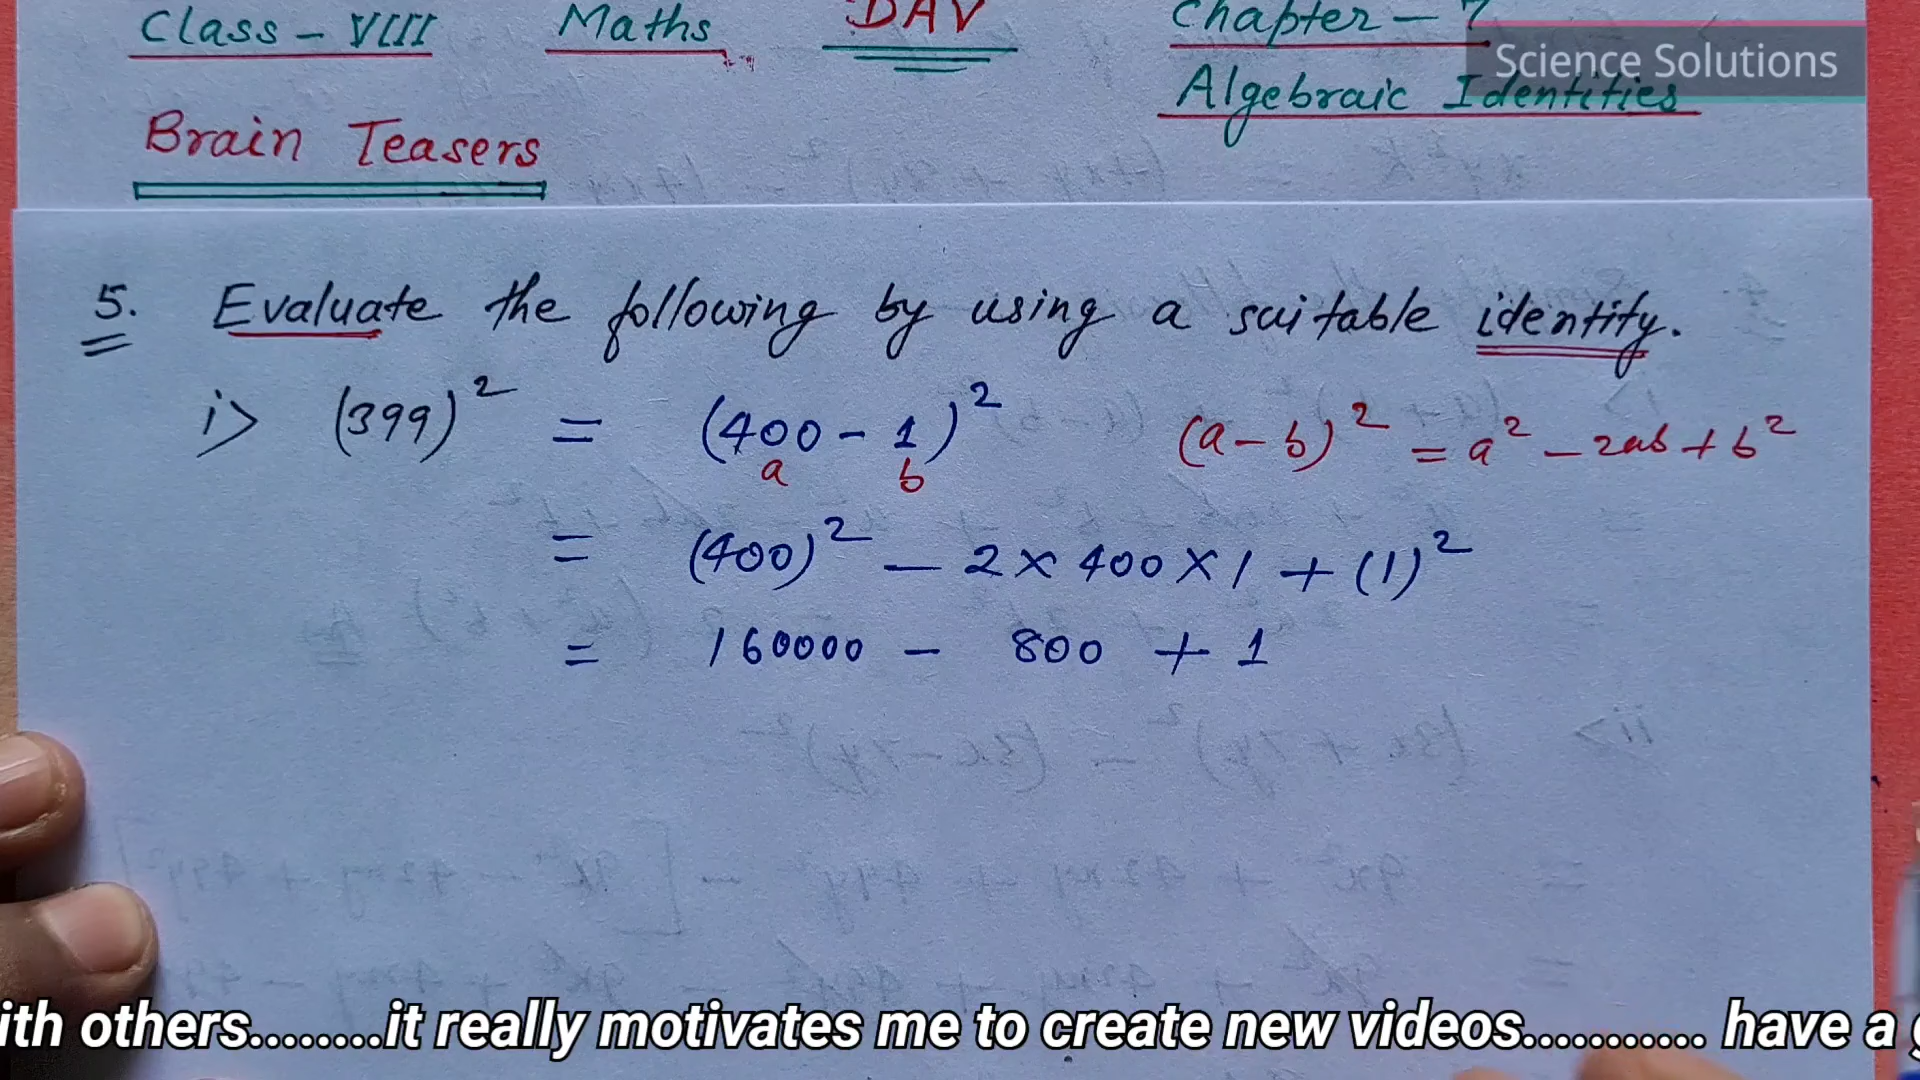 Class - VIII Maths DAV Chapter - 7
Science Solutions
Algebraic Identities
Brain Teasers
5. Evaluate the following by using a suitable identity.
i> (399)² = (400 - 1)² (a - b)² = a² - 2ab + b²
a b
= (400)² - 2 × 400 × 1 + (1)²
= 160000 - 800 + 1
ith others........it really motivates me to create new videos........... have a